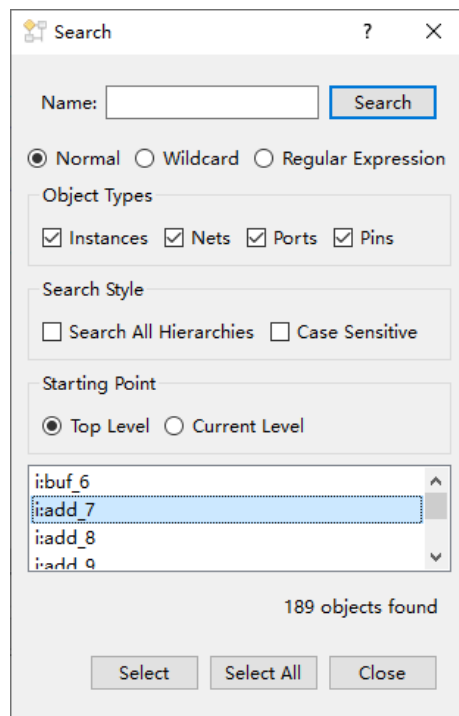 Search ?
Name: Search
Normal Wildcard Regular Expression
Object Types
Instances Nets Ports Pins
Search Style
Search All Hierarchies Case Sensitive
Starting Point
Top Level Current Level
i:buf_6
i:add_7
i:add_8
i:add_9
189 objects found
Select Select All Close